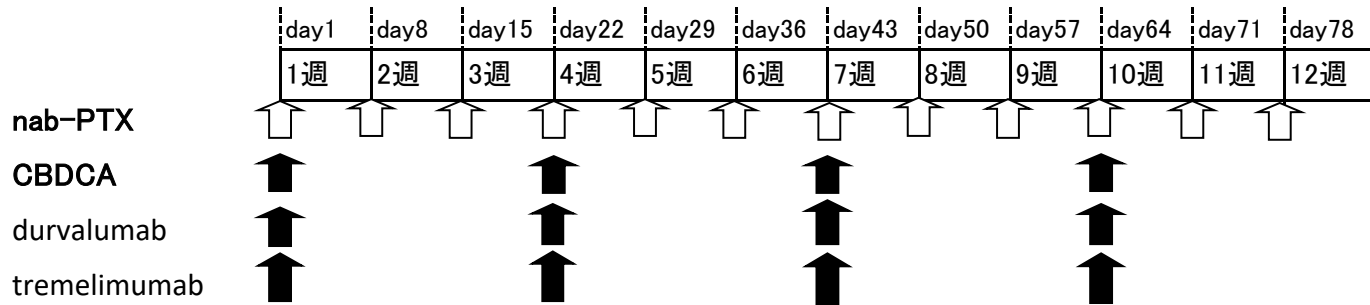 day1 day8 day15 day22 day29 day36 day43 day50 day57 day64 day71 day78
1週 2週 3週 4週 5週 6週 7週 8週 9週 10週 11週 12週
nab-PTX
CBDCA
durvalumab
tremelimumab